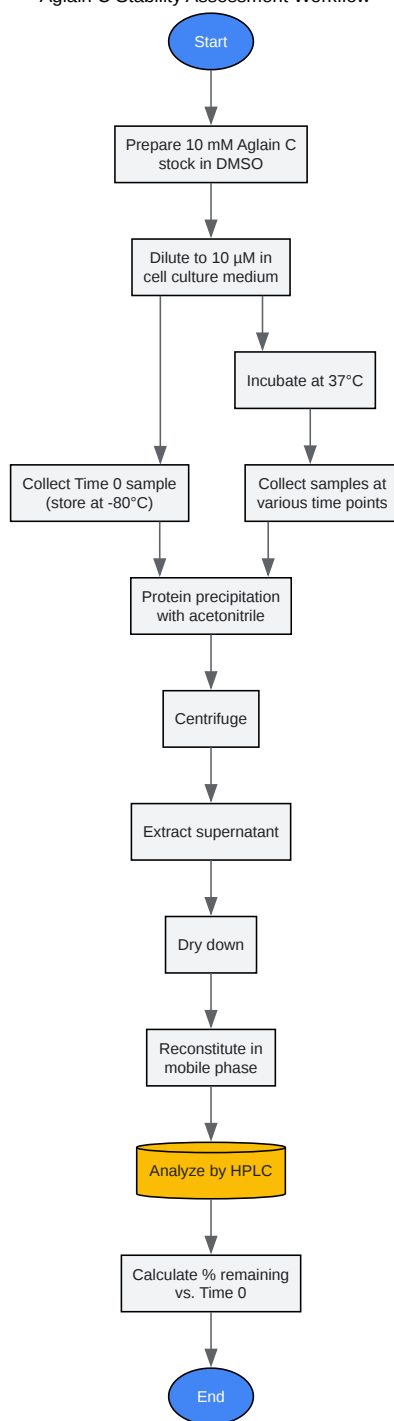 Aglain C Stability Assessment Workflow
Start
Prepare 10 mM Aglain C
stock in DMSO
Dilute to 10 µM in
cell culture medium
Incubate at 37°C
Collect Time 0 sample
(store at -80°C)
Collect samples at
various time points
Protein precipitation
with acetonitrile
Centrifuge
Extract supernatant
Dry down
Reconstitute in
mobile phase
Analyze by HPLC
Calculate % remaining
vs. Time 0
End